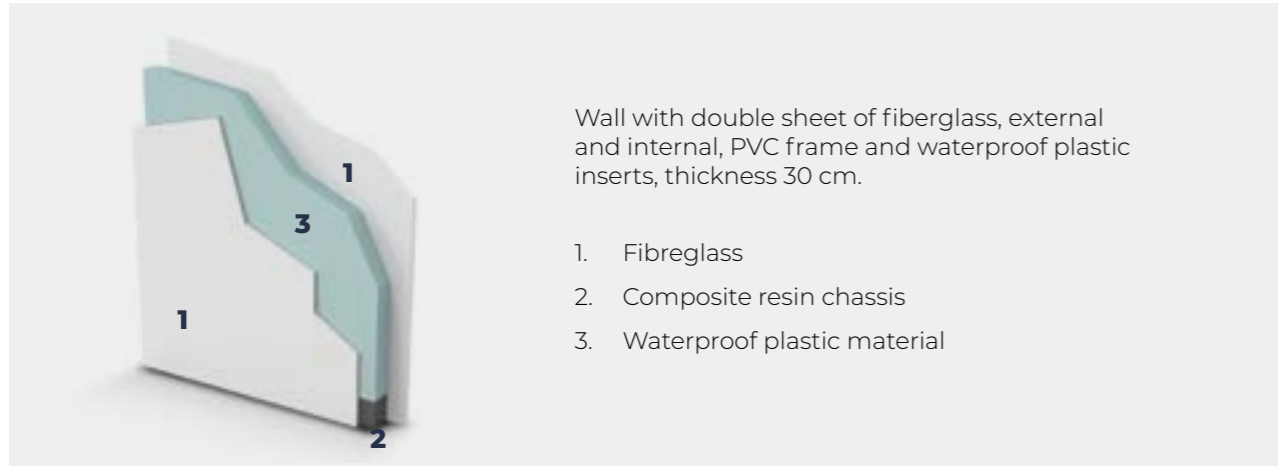 1
3
1
2
Wall with double sheet of fiberglass, external
and internal, PVC frame and waterproof plastic
inserts, thickness 30 cm.
1. Fibreglass
2. Composite resin chassis
3. Waterproof plastic material